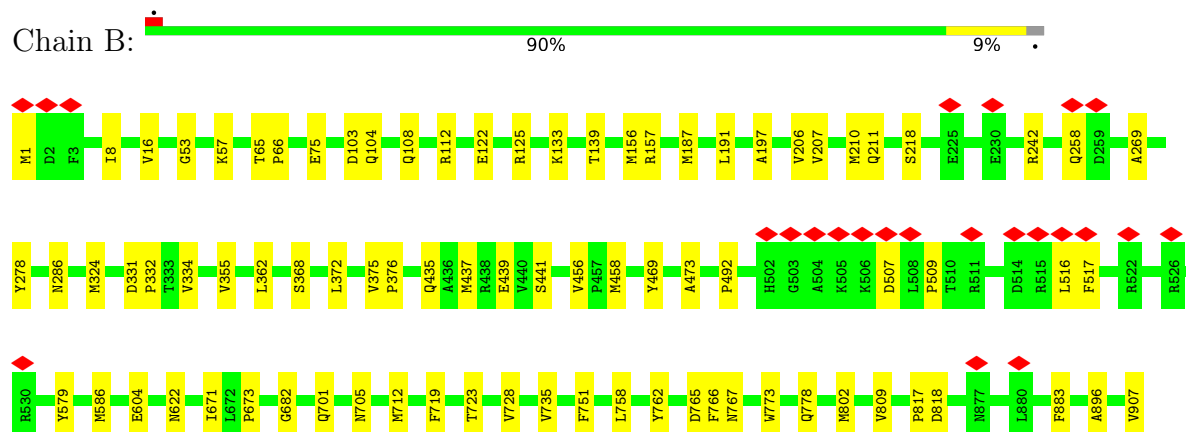 Chain B:
90% 9%
M1 D2 F3 I8 V16 G53 K57 T65 P66 E75 D103 Q104 Q108 R112 E122 R125 K133 T139 M156 R157 M187 L191 A197 V206 V207 M210 Q211 S218 E225 E230 R242 Q258 D259 A269
Y278 N286 M324 D331 P332 T333 V334 V355 L362 S368 L372 V375 P376 Q435 A436 M437 R438 E439 V440 S441 V456 P457 M458 Y469 A473 P492 H502 G503 A504 K505 K506 D507 L508 P509 T510 R511 D514 R515 L516 F517 R522 R526
R530 Y579 M586 E604 N622 I671 L672 P673 G682 Q701 N705 M712 F719 T723 V728 V735 F751 L758 Y762 D765 F766 N767 W773 Q778 M802 V809 P817 D818 N877 L880 F883 A896 V907